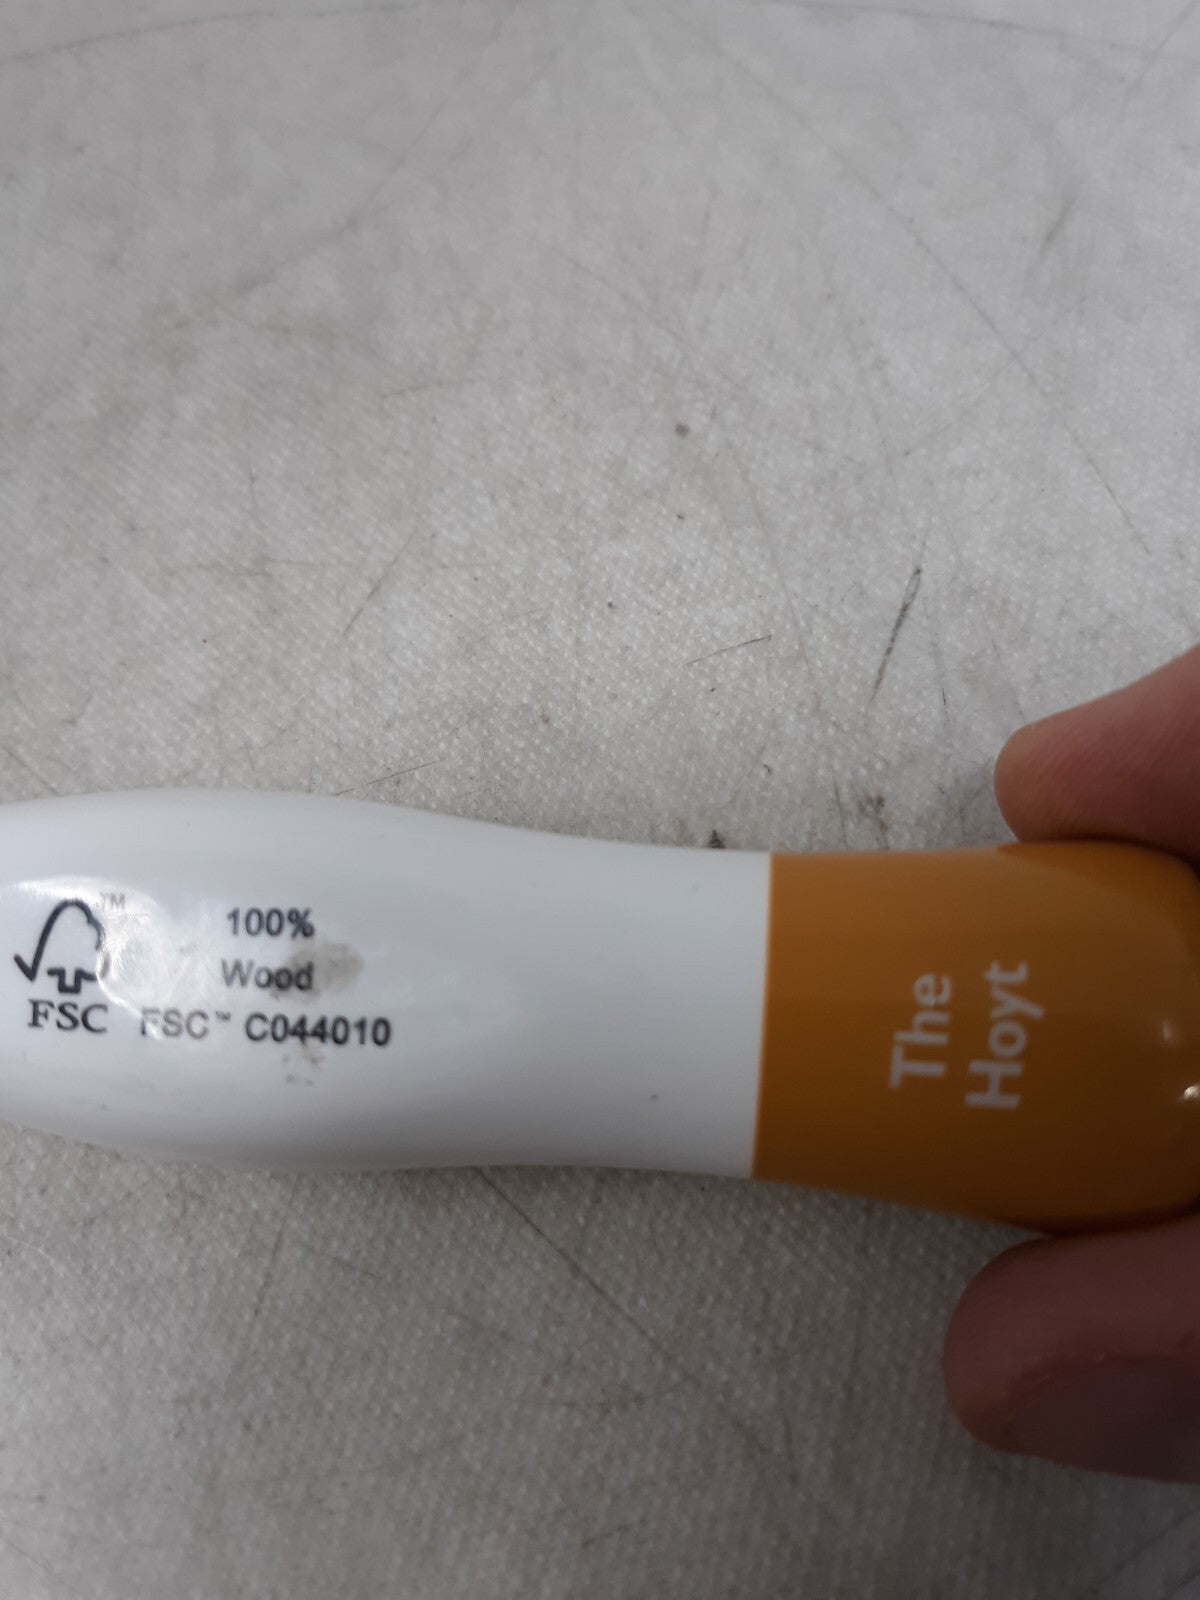 TM
FSC
100%
Wood
FSC™ C044010
The
Hoyt